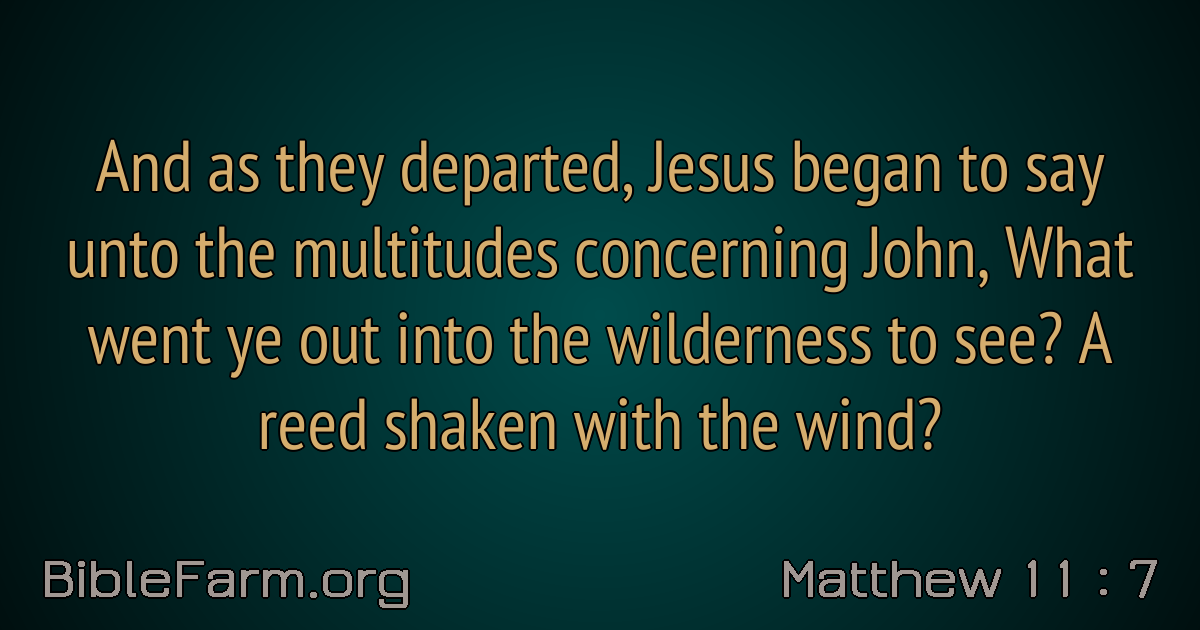 And as they departed, Jesus began to say
unto the multitudes concerning John, What
went ye out into the wilderness to see? A
reed shaken with the wind?
BibleFarm.org
Matthew 11 : 7